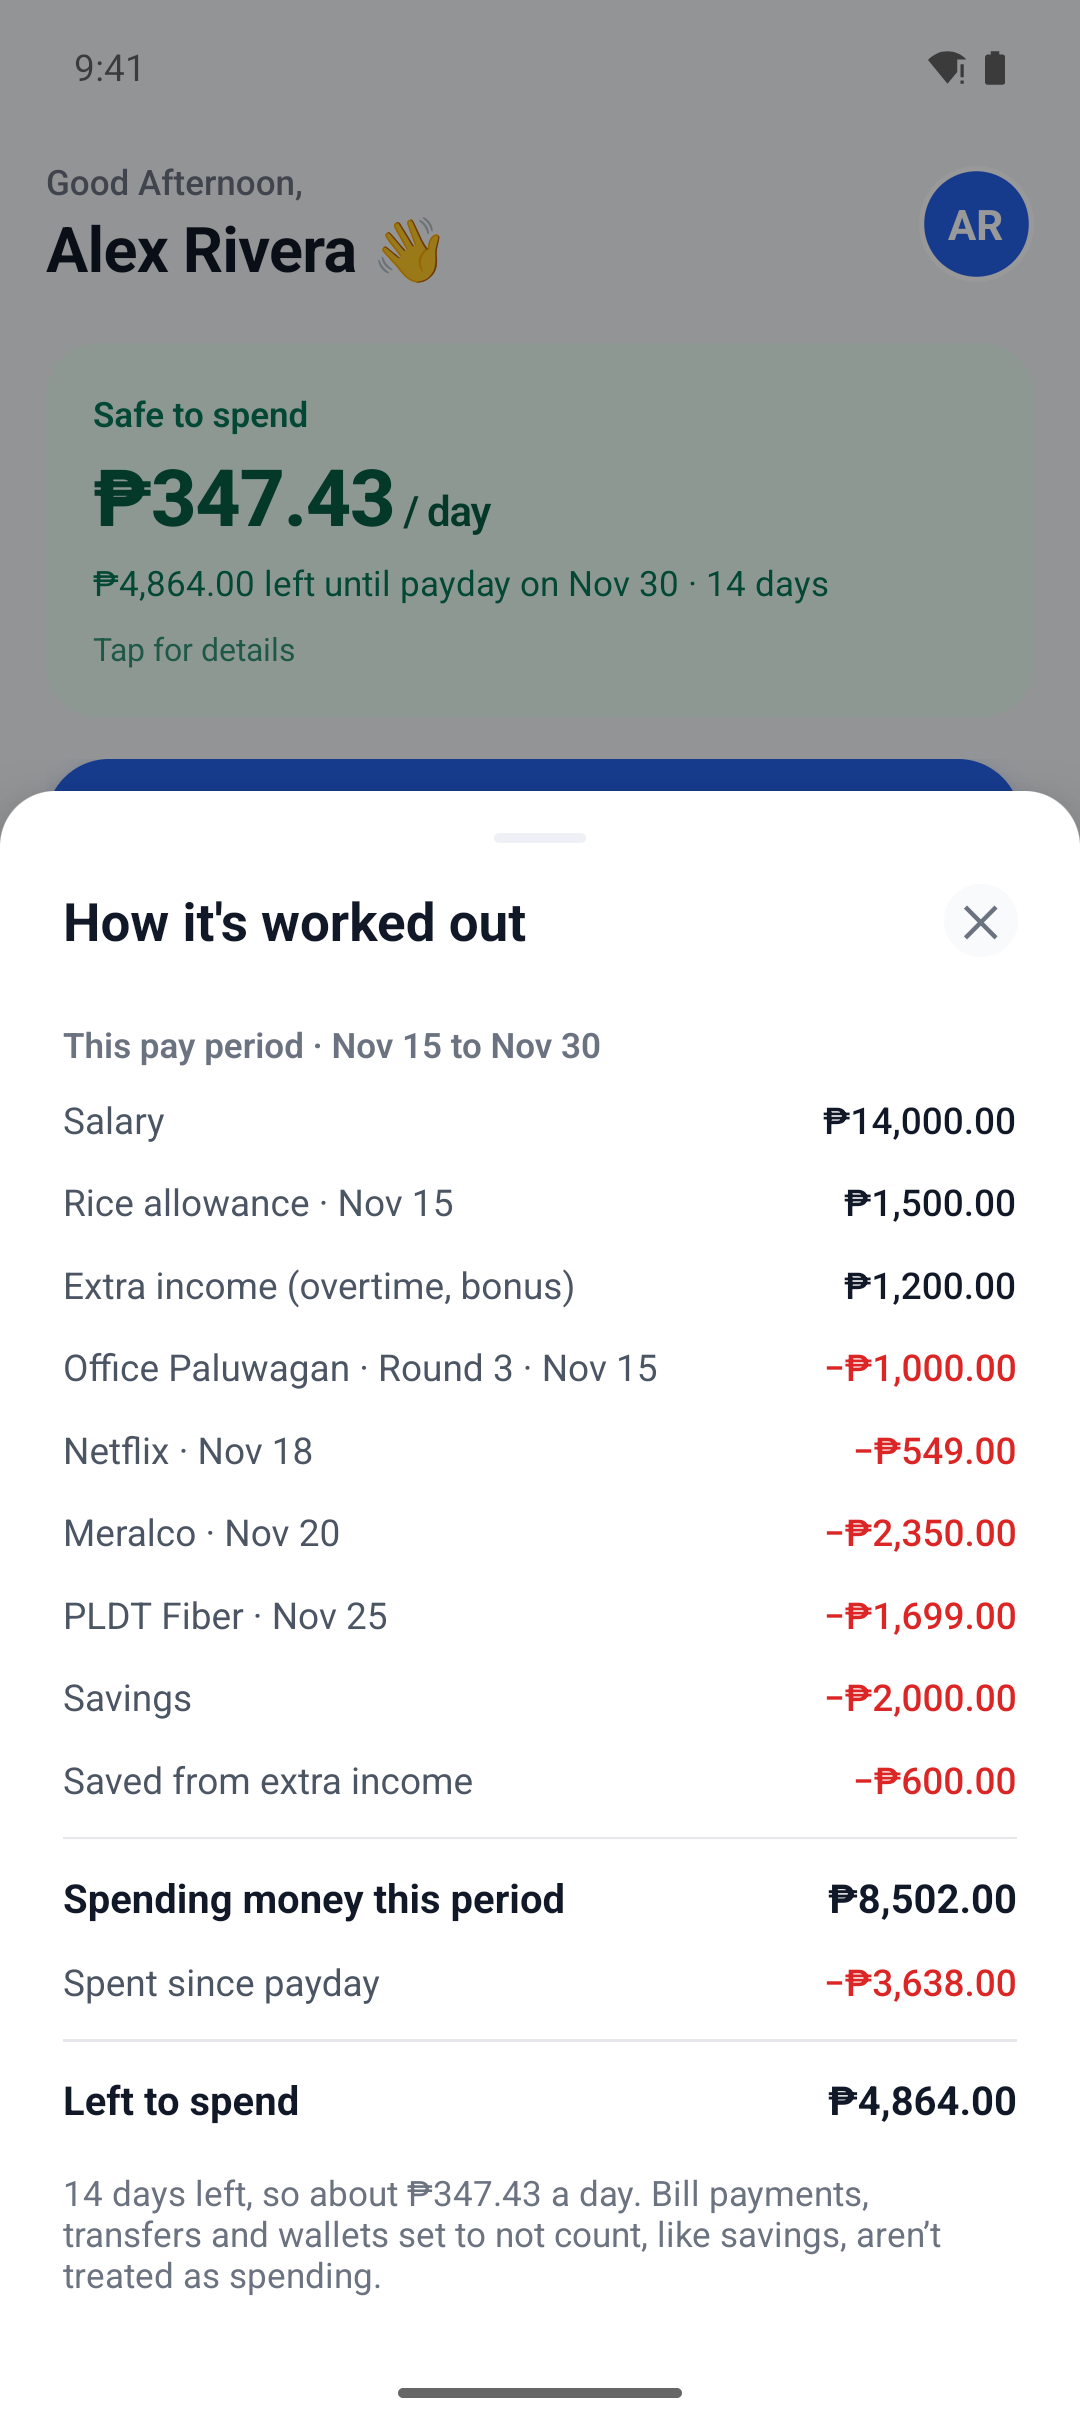 9:41
Good Afternoon,
Alex Rivera 👋
AR
Safe to spend
₱347.43 / day
₱4,864.00 left until payday on Nov 30 · 14 days
Tap for details
How it's worked out
This pay period · Nov 15 to Nov 30
Salary ₱14,000.00
Rice allowance · Nov 15 ₱1,500.00
Extra income (overtime, bonus) ₱1,200.00
Office Paluwagan · Round 3 · Nov 15 −₱1,000.00
Netflix · Nov 18 −₱549.00
Meralco · Nov 20 −₱2,350.00
PLDT Fiber · Nov 25 −₱1,699.00
Savings −₱2,000.00
Saved from extra income −₱600.00
Spending money this period ₱8,502.00
Spent since payday −₱3,638.00
Left to spend ₱4,864.00
14 days left, so about ₱347.43 a day. Bill payments,
transfers and wallets set to not count, like savings, aren’t
treated as spending.